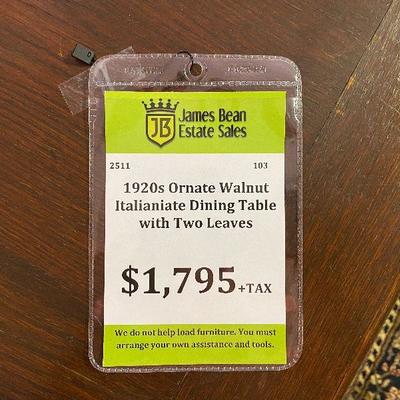 JB
James Bean
Estate Sales
2511 103
1920s Ornate Walnut
Italianiate Dining Table
with Two Leaves
$1,795 +TAX
We do not help load furniture. You must
arrange your own assistance and tools.